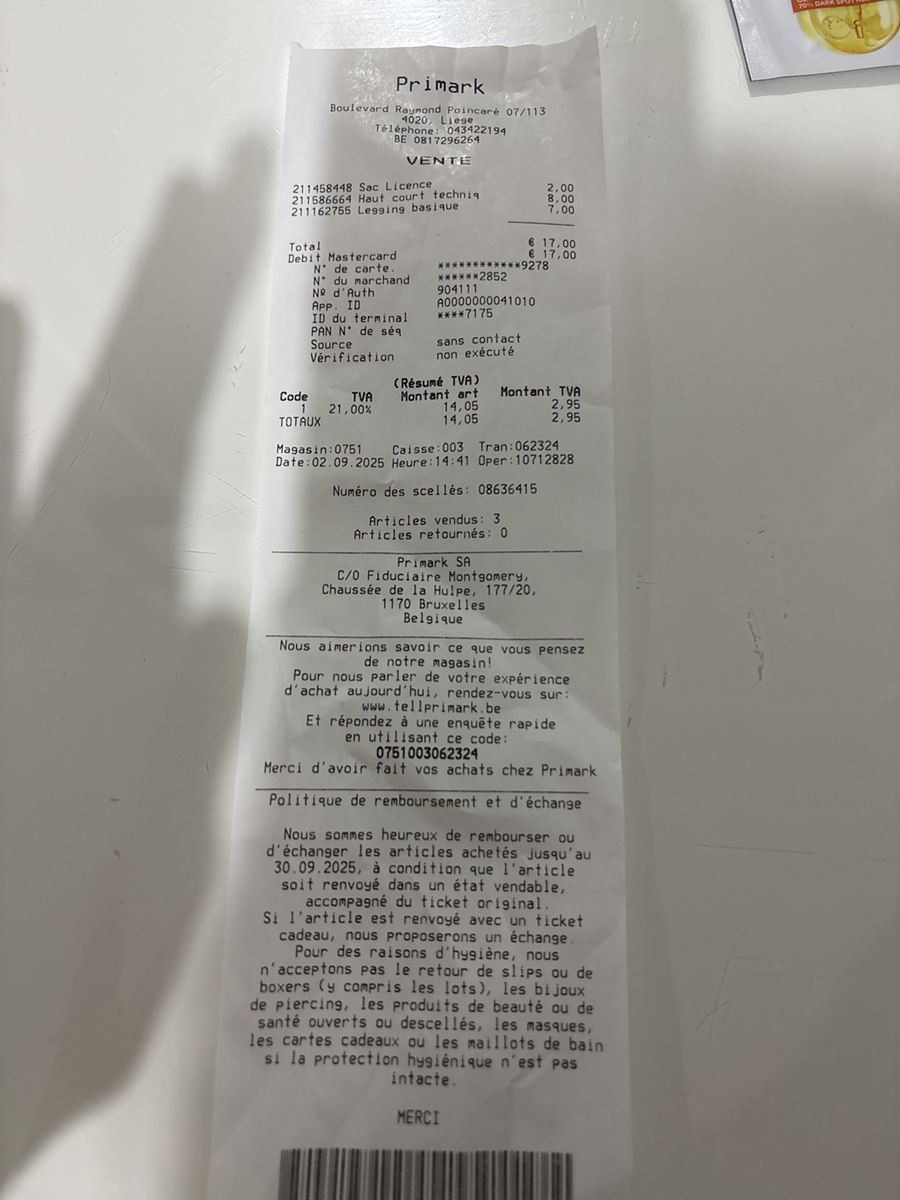 70% DARK SPOT
Primark
Boulevard Raymond Poincaré 07/113
4020, Liege
Téléphone: 043422194
BE 0817296264
VENTE
211458448 Sac Licence 2,00
211586664 Haut court techniq 8,00
211162755 Legging basique 7,00
Total € 17,00
Debit Mastercard € 17,00
N° de carte. ************9278
N° du marchand ******2852
Nº d'Auth 904111
App. ID A0000000041010
ID du terminal ****7175
PAN N° de séq
Source sans contact
Vérification non exécuté
(Résumé TVA)
Code TVA Montant art Montant TVA
1 21,00% 14,05 2,95
TOTAUX 14,05 2,95
Magasin:0751 Caisse:003 Tran:062324
Date:02.09.2025 Heure:14:41 Oper:10712828
Numéro des scellés: 08636415
Articles vendus: 3
Articles retournés: 0
Primark SA
C/O Fiduciaire Montgomery,
Chaussée de la Hulpe, 177/20,
1170 Bruxelles
Belgique
Nous aimerions savoir ce que vous pensez
de notre magasin!
Pour nous parler de votre expérience
d'achat aujourd'hui, rendez-vous sur:
www.tellprimark.be
Et répondez à une enquête rapide
en utilisant ce code:
0751003062324
Merci d'avoir fait vos achats chez Primark
Politique de remboursement et d'échange
Nous sommes heureux de rembourser ou
d'échanger les articles achetés jusqu'au
30.09.2025, à condition que l'article
soit renvoyé dans un état vendable,
accompagné du ticket original.
Si l'article est renvoyé avec un ticket
cadeau, nous proposerons un échange.
Pour des raisons d'hygiène, nous
n'acceptons pas le retour de slips ou de
boxers (y compris les lots), les bijoux
de piercing, les produits de beauté ou de
santé ouverts ou descellés, les masques,
les cartes cadeaux ou les maillots de bain
si la protection hygiénique n'est pas
intacte.
MERCI